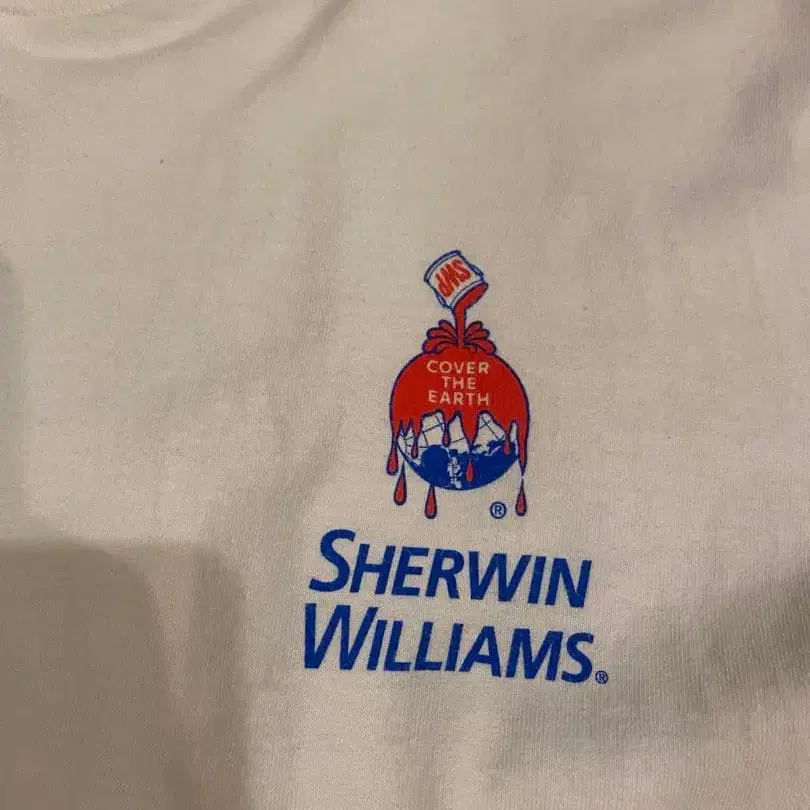 SWP
COVER
THE
EARTH
®
SHERWIN
WILLIAMS®